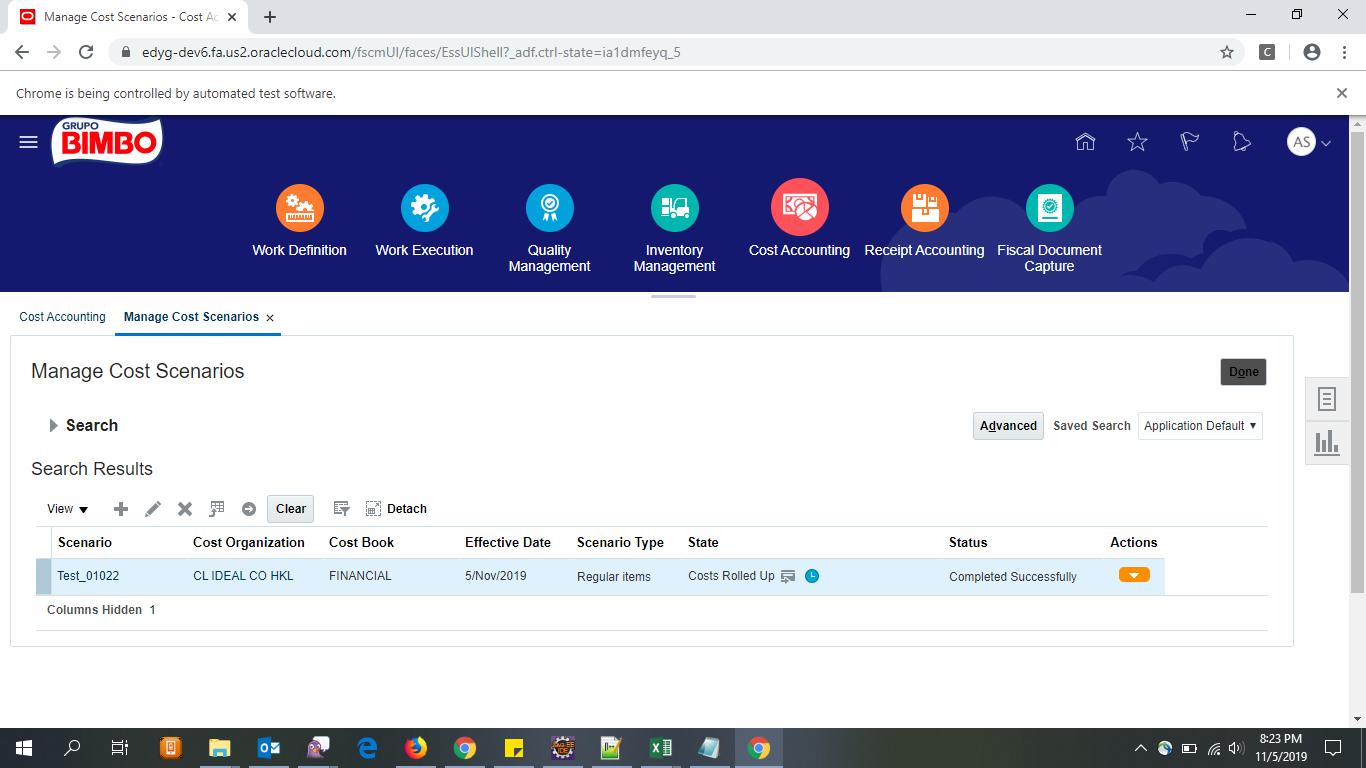 Manage Cost Scenarios - Cost Ac
edyg-dev6.fa.us2.oraclecloud.com/fscmUI/faces/EssUIShell?_adf.ctrl-state=ia1dmfeyq_5
C
Chrome is being controlled by automated test software.
GRUPO
BIMBO
AS
Work Definition
Work Execution
Quality Management
Inventory Management
Cost Accounting
Receipt Accounting
Fiscal Document Capture
Cost Accounting
Manage Cost Scenarios
Manage Cost Scenarios
Done
Search
Advanced
Saved Search
Application Default
Search Results
View
Clear
Detach
Scenario Cost Organization Cost Book Effective Date Scenario Type State Status Actions
Test_01022 CL IDEAL CO HKL FINANCIAL 5/Nov/2019 Regular items Costs Rolled Up Completed Successfully
Columns Hidden 1
8:23 PM
11/5/2019